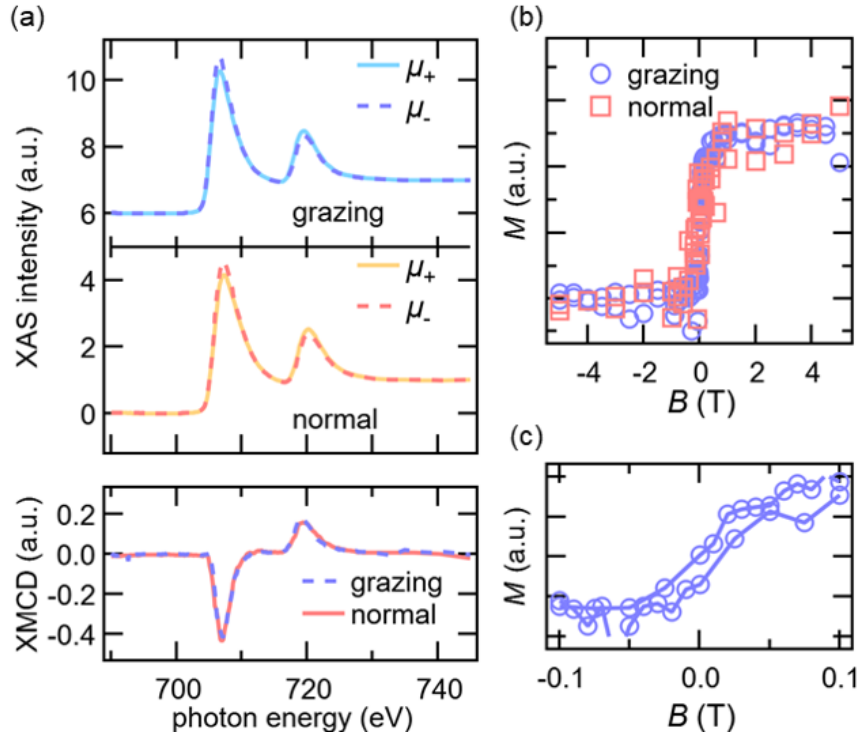 (a)
XAS intensity (a.u.)
10
8
6
μ+
μ-
grazing
4
2
0
μ+
μ-
normal
XMCD (a.u.)
0.2
0.0
-0.2
-0.4
grazing
normal
700
720
740
photon energy (eV)
(b)
M (a.u.)
grazing
normal
-4
-2
0
2
4
B (T)
(c)
M (a.u.)
-0.1
0.0
0.1
B (T)